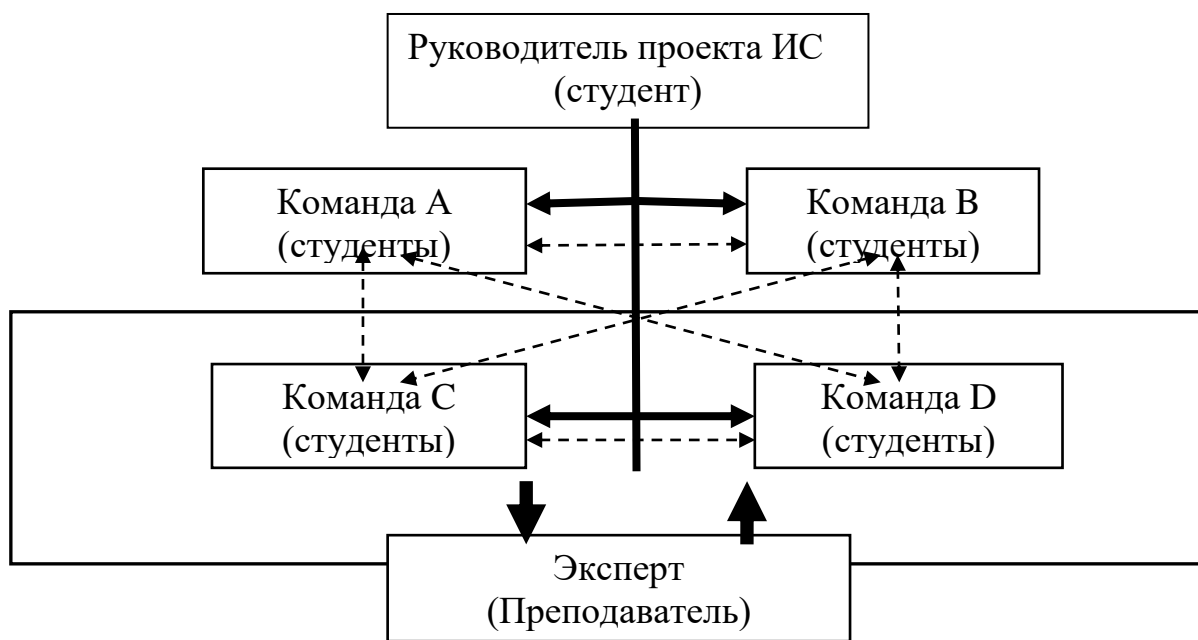 Руководитель проекта ИС
(студент)
Команда A
(студенты)
Команда B
(студенты)
Команда C
(студенты)
Команда D
(студенты)
Эксперт
(Преподаватель)